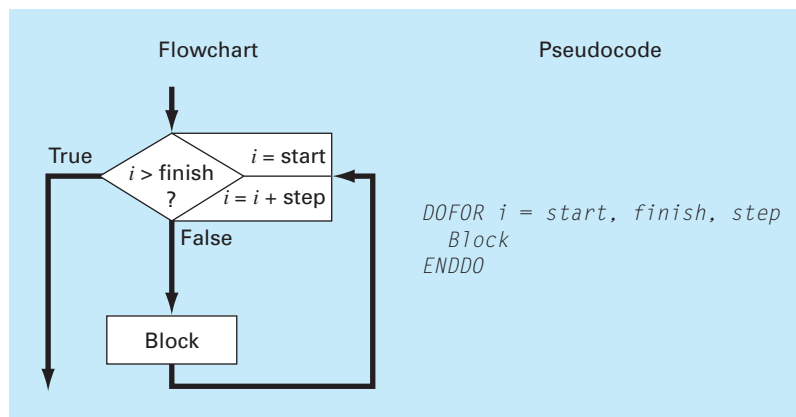 Flowchart
Pseudocode
True
i > finish
?
i = start
i = i + step
False
Block
DOFOR i = start, finish, step
Block
ENDDO